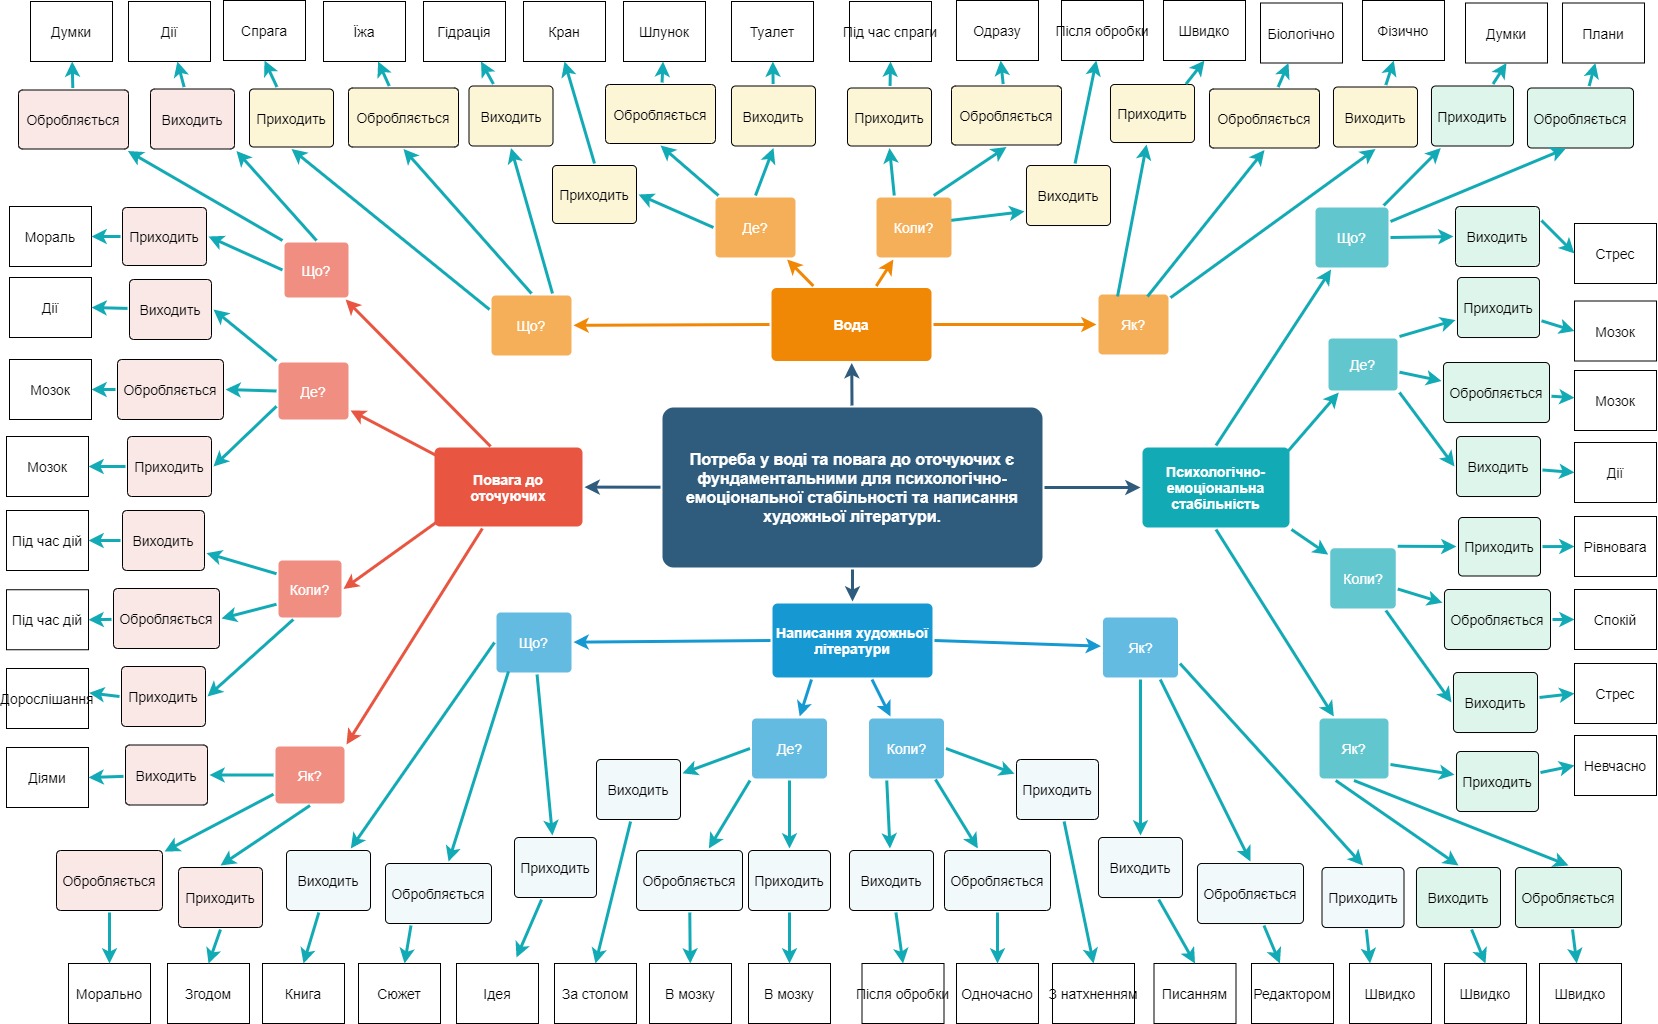 Думки
Дії
Спрага
Їжа
Гідрація
Кран
Шлунок
Туалет
Під час спраги
Одразу
Після обробки
Швидко
Біологічно
Фізично
Думки
Плани
Обробляється
Виходить
Приходить
Обробляється
Виходить
Обробляється
Виходить
Приходить
Обробляється
Приходить
Обробляється
Виходить
Приходить
Обробляється
Приходить
Виходить
Мораль
Приходить
Що?
Де?
Коли?
Що?
Виходить
Стрес
Дії
Виходить
Що?
Вода
Як?
Приходить
Мозок
Мозок
Обробляється
Де?
Де?
Обробляється
Мозок
Мозок
Приходить
Виходить
Дії
Повага до
оточуючих
Потреба у воді та повага до оточуючих є
фундаментальними для психологічно-
емоціональної стабільності та написання
художньої літератури.
Психологічно-
емоціональна
стабільність
Під час дій
Виходить
Приходить
Рівновага
Коли?
Коли?
Під час дій
Обробляється
Обробляється
Спокій
Що?
Написання художньої
літератури
Як?
Дорослішання
Приходить
Виходить
Стрес
Де?
Коли?
Як?
Діями
Виходить
Як?
Виходить
Приходить
Приходить
Невчасно
Обробляється
Приходить
Виходить
Обробляється
Приходить
Обробляється
Приходить
Виходить
Обробляється
Виходить
Обробляється
Приходить
Виходить
Обробляється
Морально
Згодом
Книга
Сюжет
Ідея
За столом
В мозку
В мозку
Після обробки
Одночасно
З натхненням
Писанням
Редактором
Швидко
Швидко
Швидко